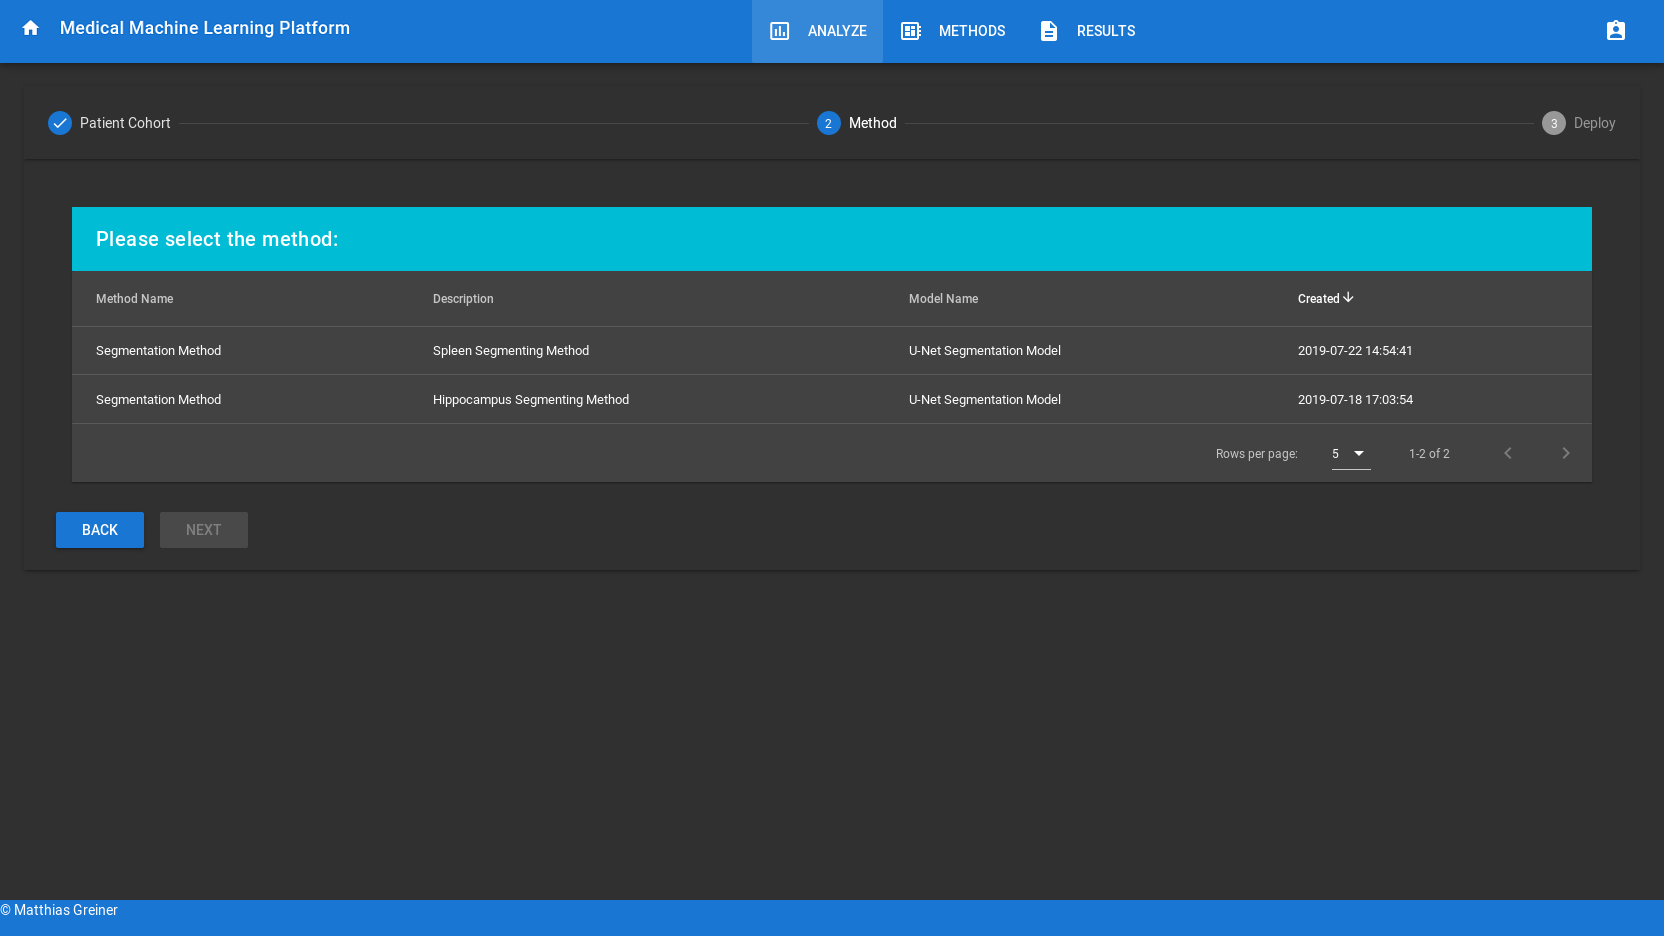 Medical Machine Learning Platform
ANALYZE
METHODS
RESULTS
Patient Cohort
2 Method
3 Deploy
Please select the method:
Method Name Description Model Name Created
Segmentation Method Spleen Segmenting Method U-Net Segmentation Model 2019-07-22 14:54:41
Segmentation Method Hippocampus Segmenting Method U-Net Segmentation Model 2019-07-18 17:03:54
Rows per page: 5 1-2 of 2
BACK NEXT
© Matthias Greiner